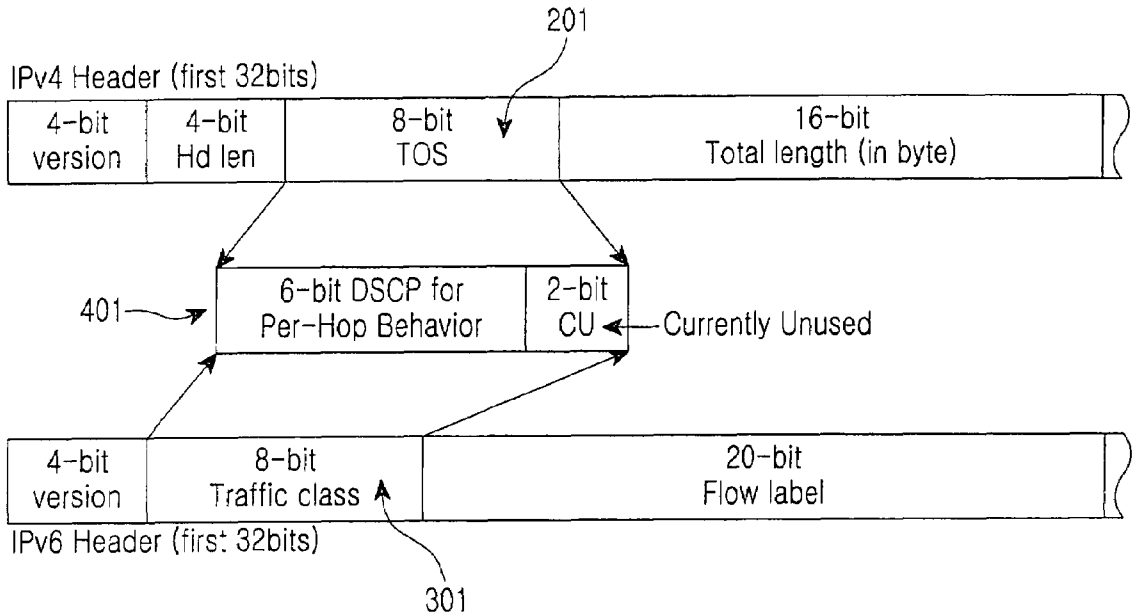 201
IPv4 Header (first 32bits)
4-bit version
4-bit Hd len
8-bit TOS
16-bit Total length (in byte)
401
6-bit DSCP for Per-Hop Behavior
2-bit CU
Currently Unused
4-bit version
8-bit Traffic class
20-bit Flow label
IPv6 Header (first 32bits)
301